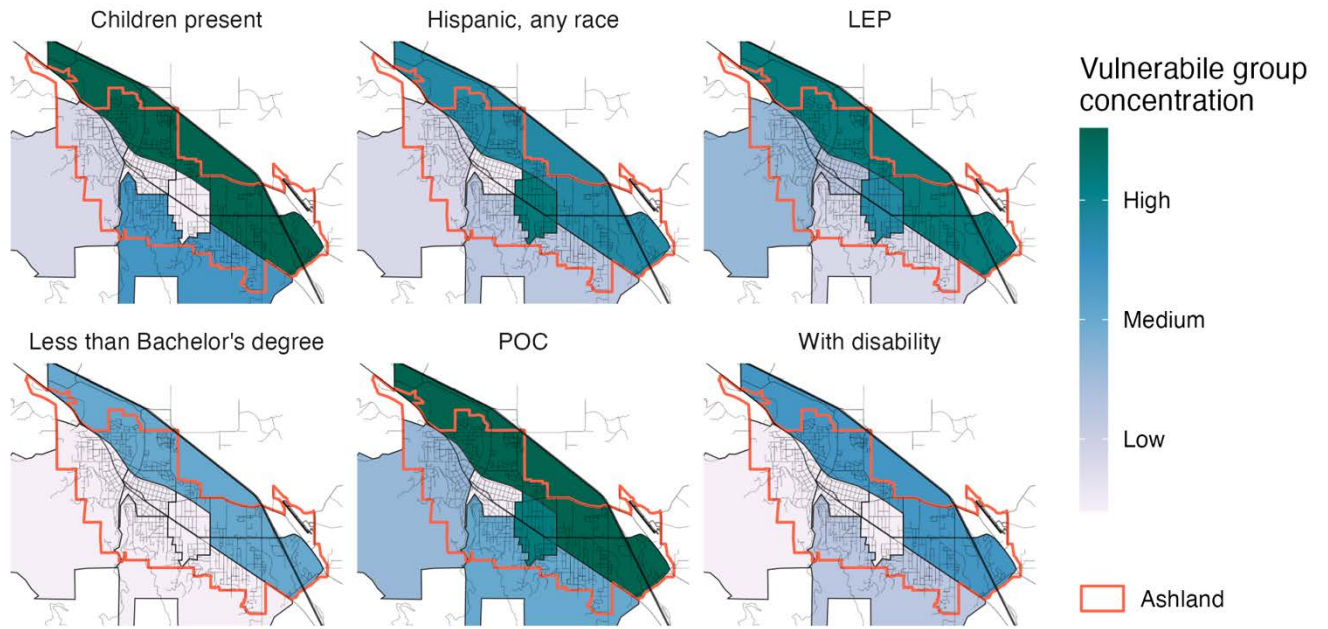 Children present
Hispanic, any race
LEP
Vulnerabile group
concentration
High
Medium
Low
Less than Bachelor's degree
POC
With disability
Ashland